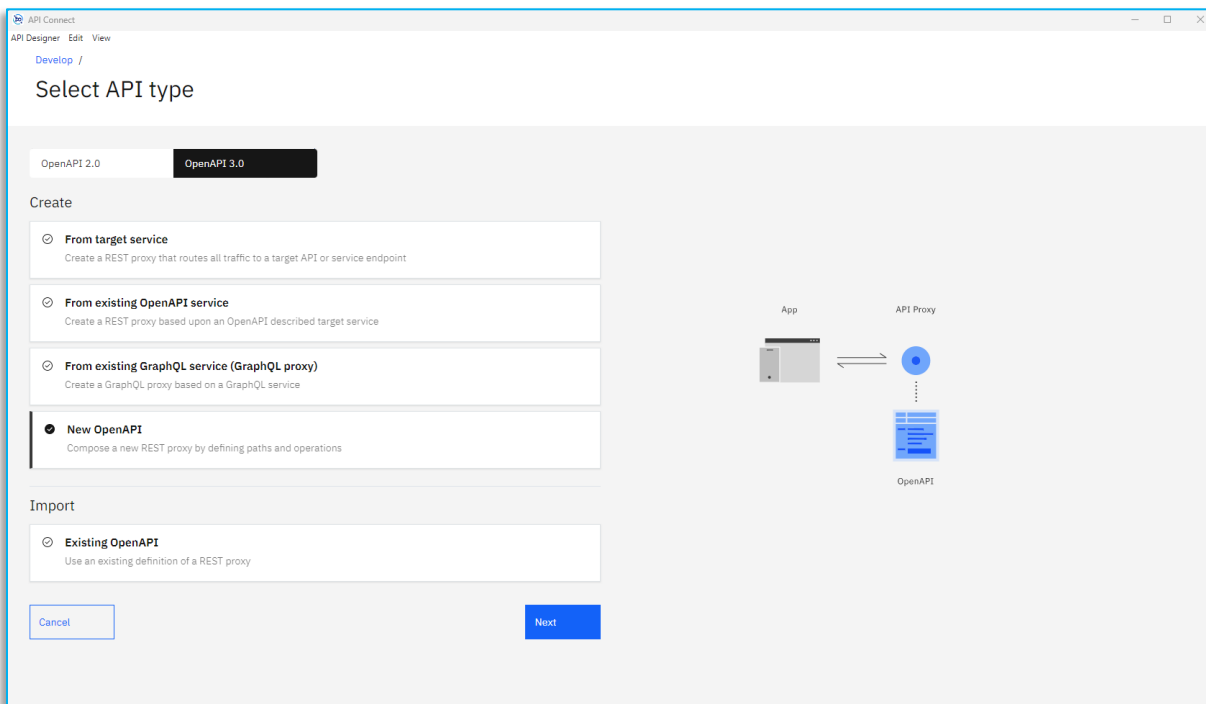 API Connect
API Designer Edit View
Develop /
Select API type
OpenAPI 2.0
OpenAPI 3.0
Create
From target service
Create a REST proxy that routes all traffic to a target API or service endpoint
From existing OpenAPI service
Create a REST proxy based upon an OpenAPI described target service
From existing GraphQL service (GraphQL proxy)
Create a GraphQL proxy based on a GraphQL service
New OpenAPI
Compose a new REST proxy by defining paths and operations
Import
Existing OpenAPI
Use an existing definition of a REST proxy
Cancel
Next
App
API Proxy
OpenAPI